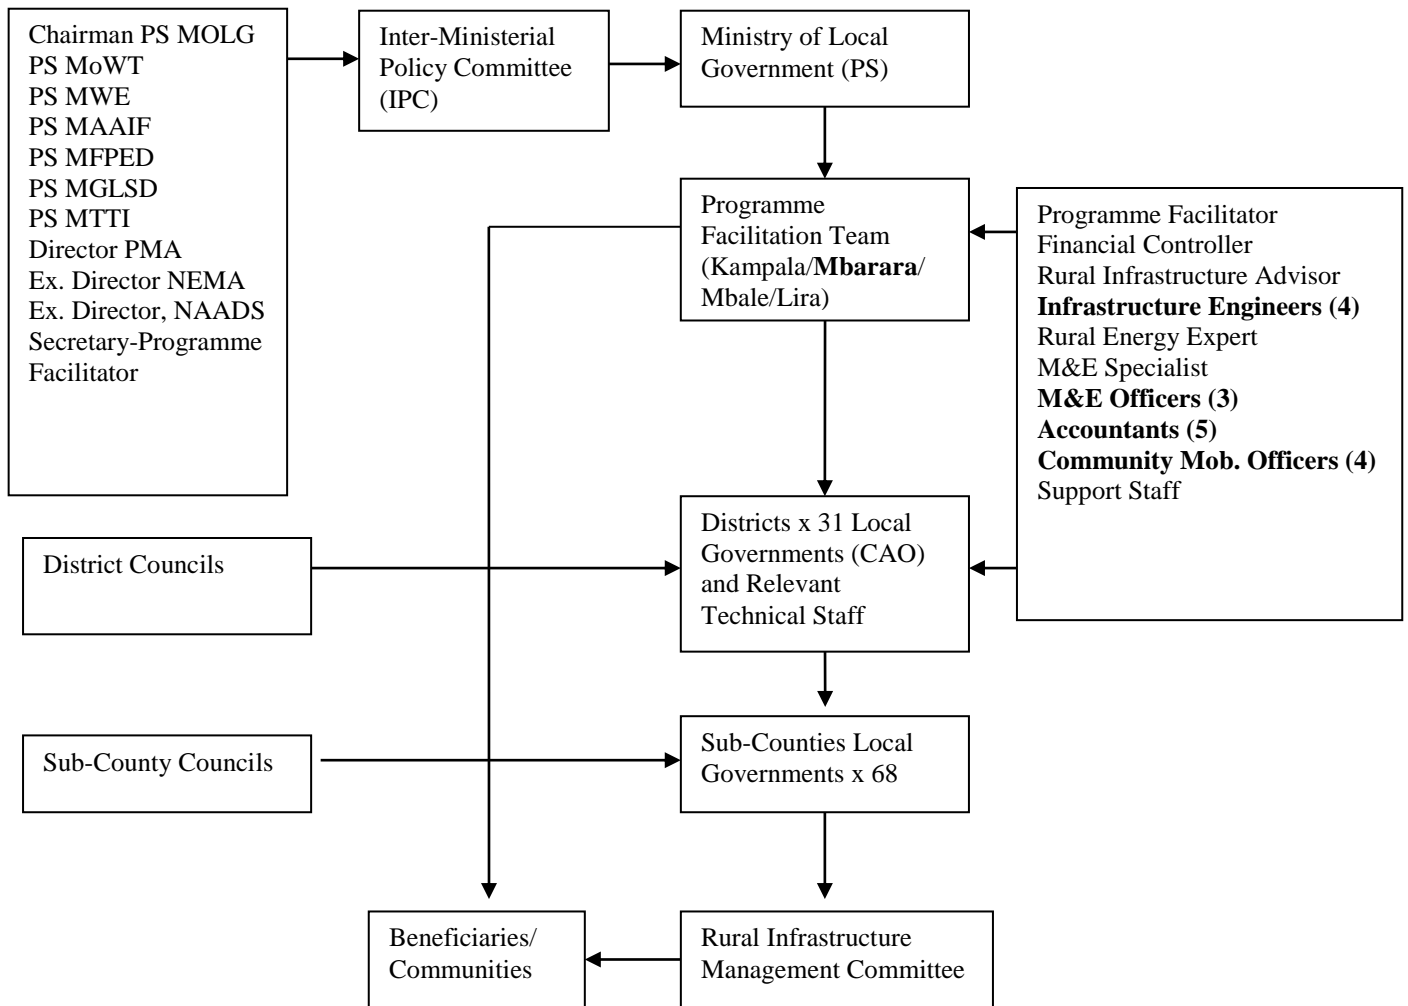 Chairman PS MOLG
PS MoWT
PS MWE
PS MAAIF
PS MFPED
PS MGLSD
PS MTTI
Director PMA
Ex. Director NEMA
Ex. Director, NAADS
Secretary-Programme
Facilitator
Inter-Ministerial
Policy Committee
(IPC)
Ministry of Local
Government (PS)
Programme
Facilitation Team
(Kampala/Mbarara/
Mbale/Lira)
Programme Facilitator
Financial Controller
Rural Infrastructure Advisor
Infrastructure Engineers (4)
Rural Energy Expert
M&E Specialist
M&E Officers (3)
Accountants (5)
Community Mob. Officers (4)
Support Staff
District Councils
Districts x 31 Local
Governments (CAO)
and Relevant
Technical Staff
Sub-County Councils
Sub-Counties Local
Governments x 68
Beneficiaries/
Communities
Rural Infrastructure
Management Committee